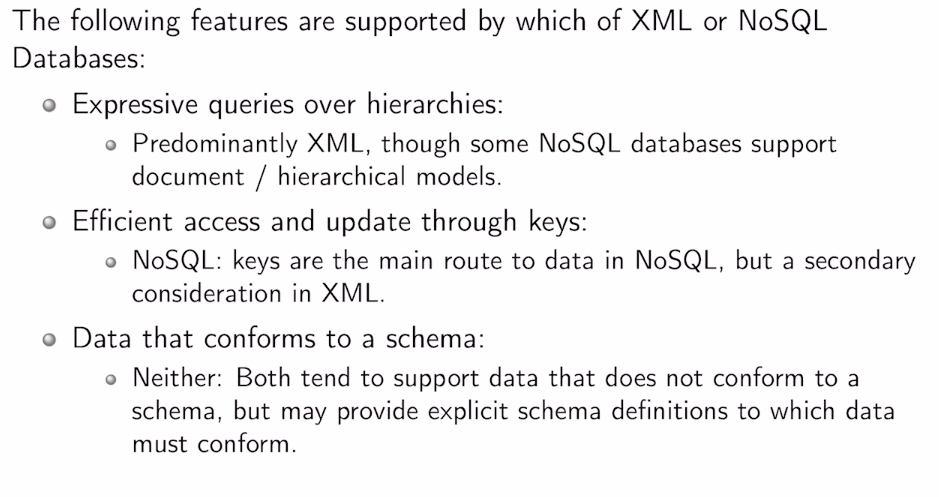 The following features are supported by which of XML or NoSQL
Databases:
Expressive queries over hierarchies:
Predominantly XML, though some NoSQL databases support
document / hierarchical models.
Efficient access and update through keys:
NoSQL: keys are the main route to data in NoSQL, but a secondary
consideration in XML.
Data that conforms to a schema:
Neither: Both tend to support data that does not conform to a
schema, but may provide explicit schema definitions to which data
must conform.